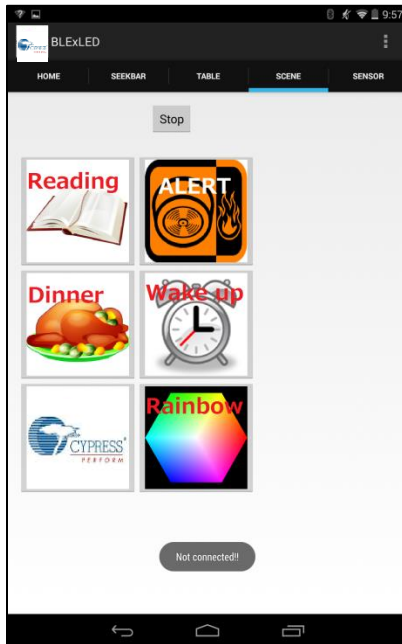 9:57
BLExLED
HOME SEEKBAR TABLE SCENE SENSOR
Stop
Reading ALERT
Dinner Wake up
CYPRESS Rainbow
PERFORM
Not connected!!